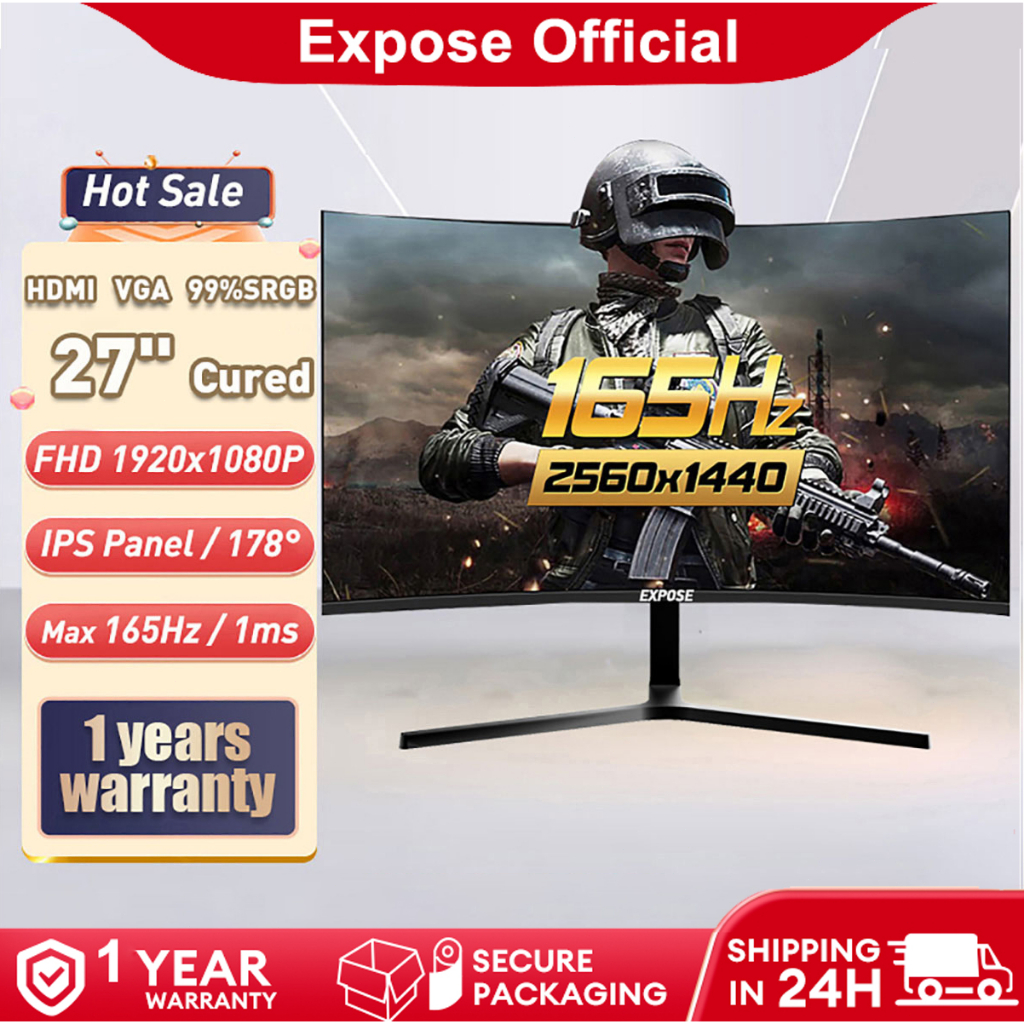 Expose Official
Hot Sale
HDMI VGA 99%SRGB
27" Cured
FHD 1920x1080P
IPS Panel / 178°
Max 165Hz / 1ms
1 years
warranty
165Hz
2560x1440
EXPOSE
1 YEAR
WARRANTY
SECURE
PACKAGING
SHIPPING
IN 24H